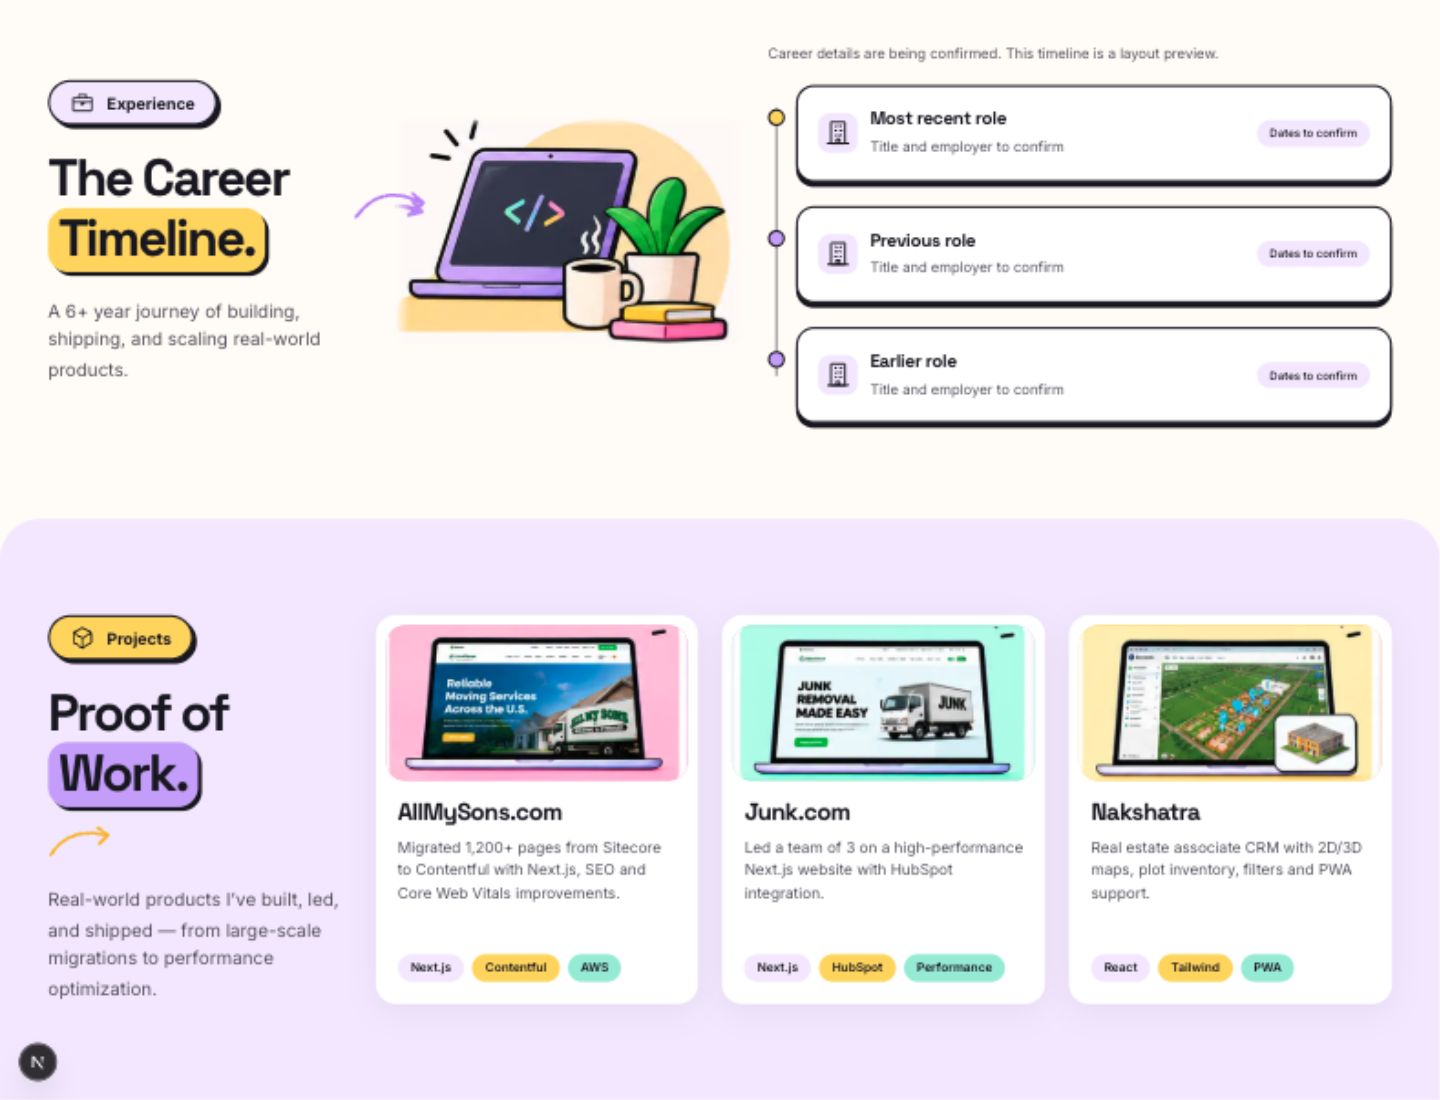 Career details are being confirmed. This timeline is a layout preview.
Experience
The Career
Timeline.
A 6+ year journey of building,
shipping, and scaling real-world
products.
</>
Most recent role
Title and employer to confirm
Dates to confirm
Previous role
Title and employer to confirm
Dates to confirm
Earlier role
Title and employer to confirm
Dates to confirm
Projects
Proof of
Work.
Real-world products I've built, led,
and shipped — from large-scale
migrations to performance
optimization.
Reliable
Moving Services
Across the U.S.
ALL MY SONS
AllMySons.com
Migrated 1,200+ pages from Sitecore
to Contentful with Next.js, SEO and
Core Web Vitals improvements.
Next.js
Contentful
AWS
JUNK
REMOVAL
MADE EASY
JUNK
Junk.com
Led a team of 3 on a high-performance
Next.js website with HubSpot
integration.
Next.js
HubSpot
Performance
Nakshatra
Real estate associate CRM with 2D/3D
maps, plot inventory, filters and PWA
support.
React
Tailwind
PWA
N